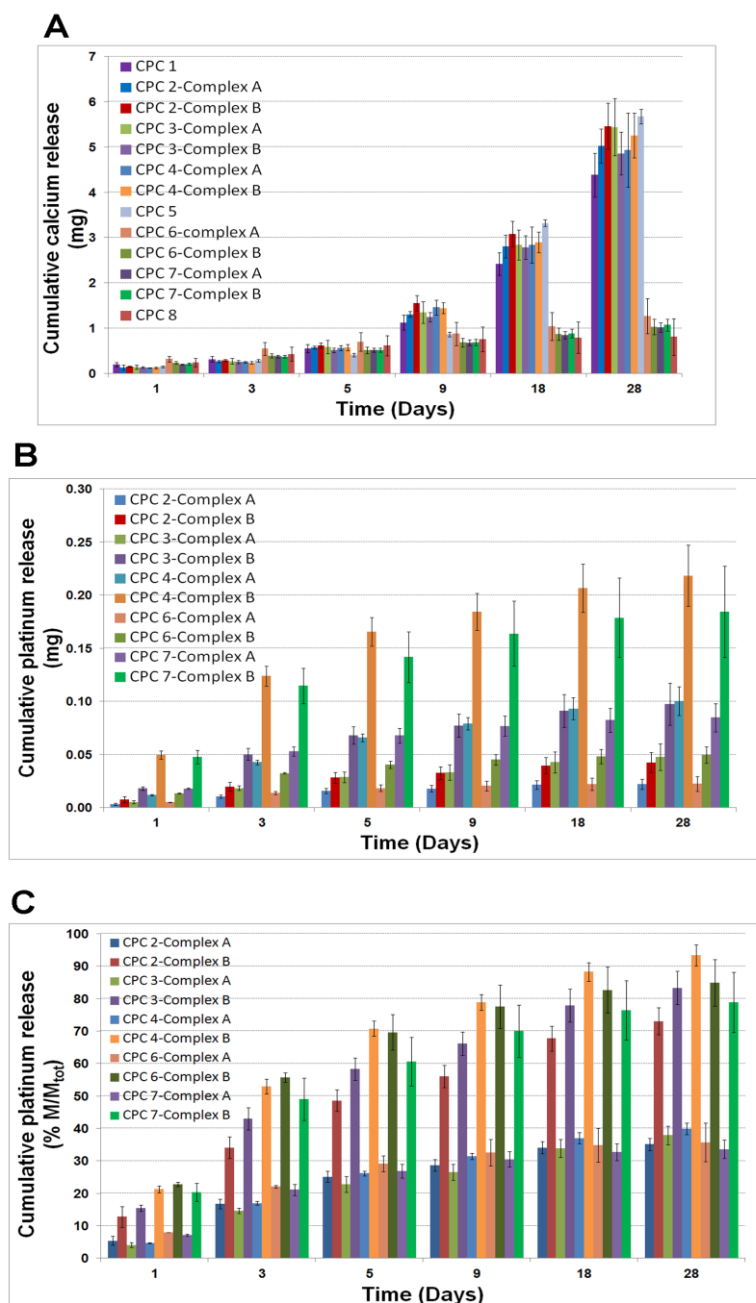 A
Cumulative calcium release
(mg)
7
6
5
4
3
2
1
0
CPC 1
CPC 2-Complex A
CPC 2-Complex B
CPC 3-Complex A
CPC 3-Complex B
CPC 4-Complex A
CPC 4-Complex B
CPC 5
CPC 6-complex A
CPC 6-Complex B
CPC 7-Complex A
CPC 7-Complex B
CPC 8
1 3 5 9 18 28
Time (Days)
B
Cumulative platinum release
(mg)
0.30
0.25
0.20
0.15
0.10
0.05
0.00
CPC 2-Complex A
CPC 2-Complex B
CPC 3-Complex A
CPC 3-Complex B
CPC 4-Complex A
CPC 4-Complex B
CPC 6-Complex A
CPC 6-Complex B
CPC 7-Complex A
CPC 7-Complex B
1 3 5 9 18 28
Time (Days)
C
Cumulative platinum release
(% M/Mtot)
100
90
80
70
60
50
40
30
20
10
0
CPC 2-Complex A
CPC 2-Complex B
CPC 3-Complex A
CPC 3-Complex B
CPC 4-Complex A
CPC 4-Complex B
CPC 6-Complex A
CPC 6-Complex B
CPC 7-Complex A
CPC 7-Complex B
1 3 5 9 18 28
Time (Days)